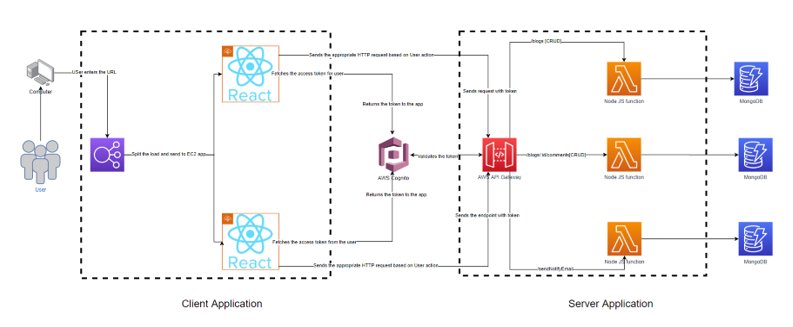 Sends the appropriate HTTP request based on User action
/blogs [CRUD]
React
USer enters the URL
Fetches the access token for user
Computer
Sends request with token
Node JS function
MongoDB
Returns the token to the app
Split the load and send to EC2 app
Validates the token
/blogs/:id/comments[CRUD]
AWS Cognito
AWS API Gateway
Node JS function
MongoDB
User
Returns the token to the app
Sends the endpoint with token
React
Fetches the access token from the user
Sends the appropriate HTTP request based on User action
/sendNotifyEmail
Node JS function
MongoDB
Client Application
Server Application